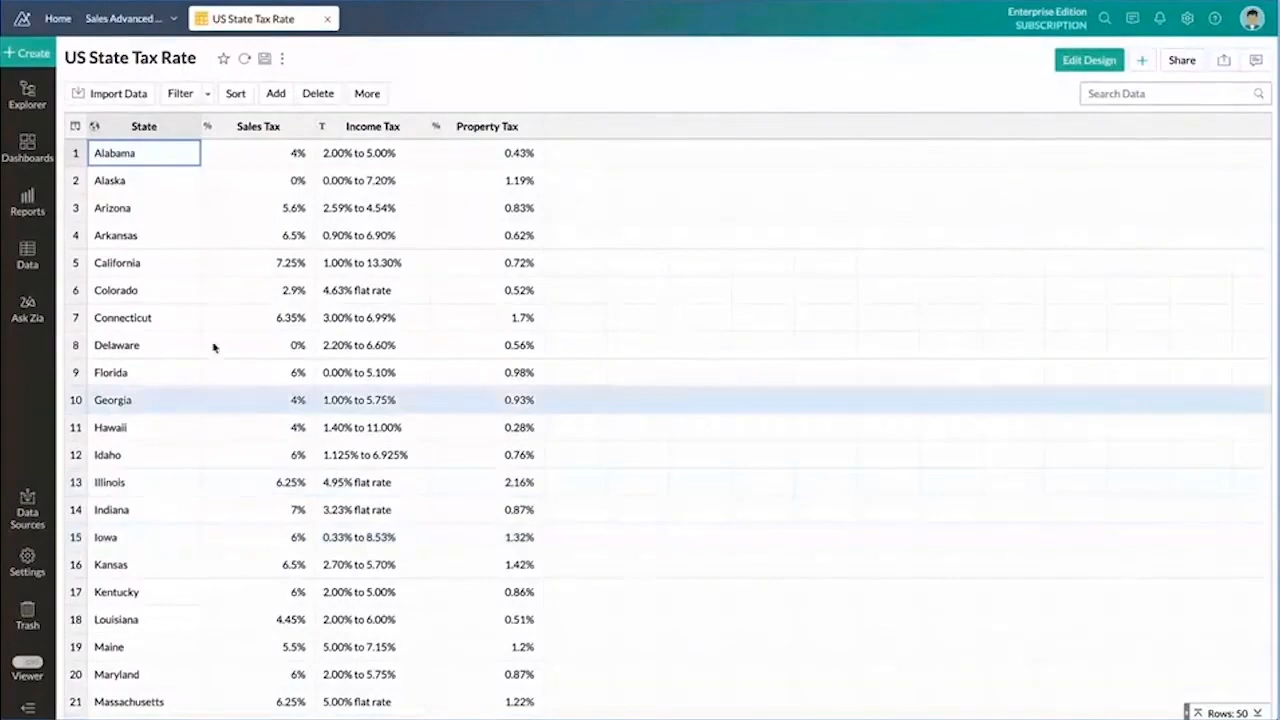 Home Sales Advanced ... US State Tax Rate ×
Enterprise Edition
SUBSCRIPTION
+ Create
US State Tax Rate
Edit Design + Share
Import Data Filter Sort Add Delete More
Search Data
State % Sales Tax T Income Tax % Property Tax
1 Alabama 4% 2.00% to 5.00% 0.43%
2 Alaska 0% 0.00% to 7.20% 1.19%
3 Arizona 5.6% 2.59% to 4.54% 0.83%
4 Arkansas 6.5% 0.90% to 6.90% 0.62%
5 California 7.25% 1.00% to 13.30% 0.72%
6 Colorado 2.9% 4.63% flat rate 0.52%
7 Connecticut 6.35% 3.00% to 6.99% 1.7%
8 Delaware 0% 2.20% to 6.60% 0.56%
9 Florida 6% 0.00% to 5.10% 0.98%
10 Georgia 4% 1.00% to 5.75% 0.93%
11 Hawaii 4% 1.40% to 11.00% 0.28%
12 Idaho 6% 1.125% to 6.925% 0.76%
13 Illinois 6.25% 4.95% flat rate 2.16%
14 Indiana 7% 3.23% flat rate 0.87%
15 Iowa 6% 0.33% to 8.53% 1.32%
16 Kansas 6.5% 2.70% to 5.70% 1.42%
17 Kentucky 6% 2.00% to 5.00% 0.86%
18 Louisiana 4.45% 2.00% to 6.00% 0.51%
19 Maine 5.5% 5.00% to 7.15% 1.2%
20 Maryland 6% 2.00% to 5.75% 0.87%
21 Massachusetts 6.25% 5.00% flat rate 1.22%
Explorer
Dashboards
Reports
Data
Ask Zia
Data
Sources
Settings
Trash
Viewer
Rows: 50